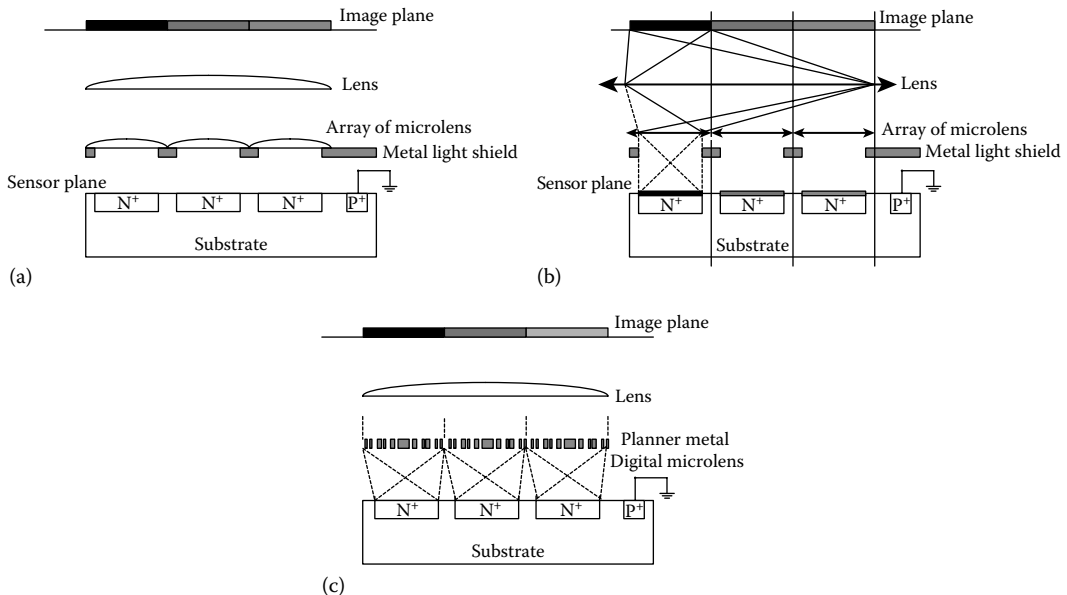 Image plane
Lens
Array of microlens
Metal light shield
Sensor plane
N+ N+ N+ P+
Substrate
(a)
Image plane
Lens
Array of microlens
Metal light shield
Sensor plane
N+ N+ N+ P+
Substrate
(b)
Image plane
Lens
Planner metal
Digital microlens
N+ N+ N+ P+
Substrate
(c)